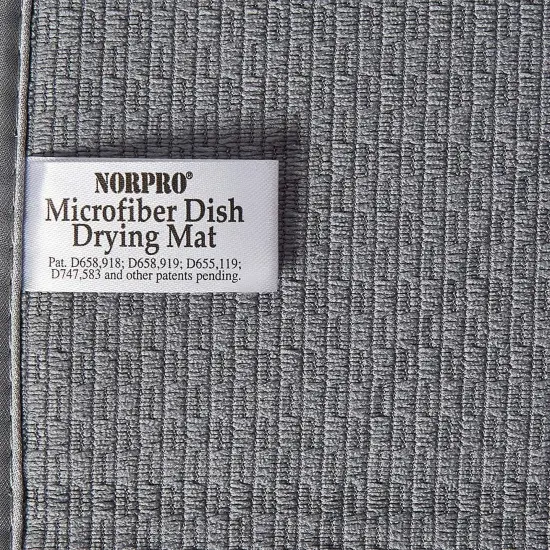 NORPRO®
Microfiber Dish
Drying Mat
Pat. D658,918; D658,919; D655,119;
D747,583 and other patents pending.